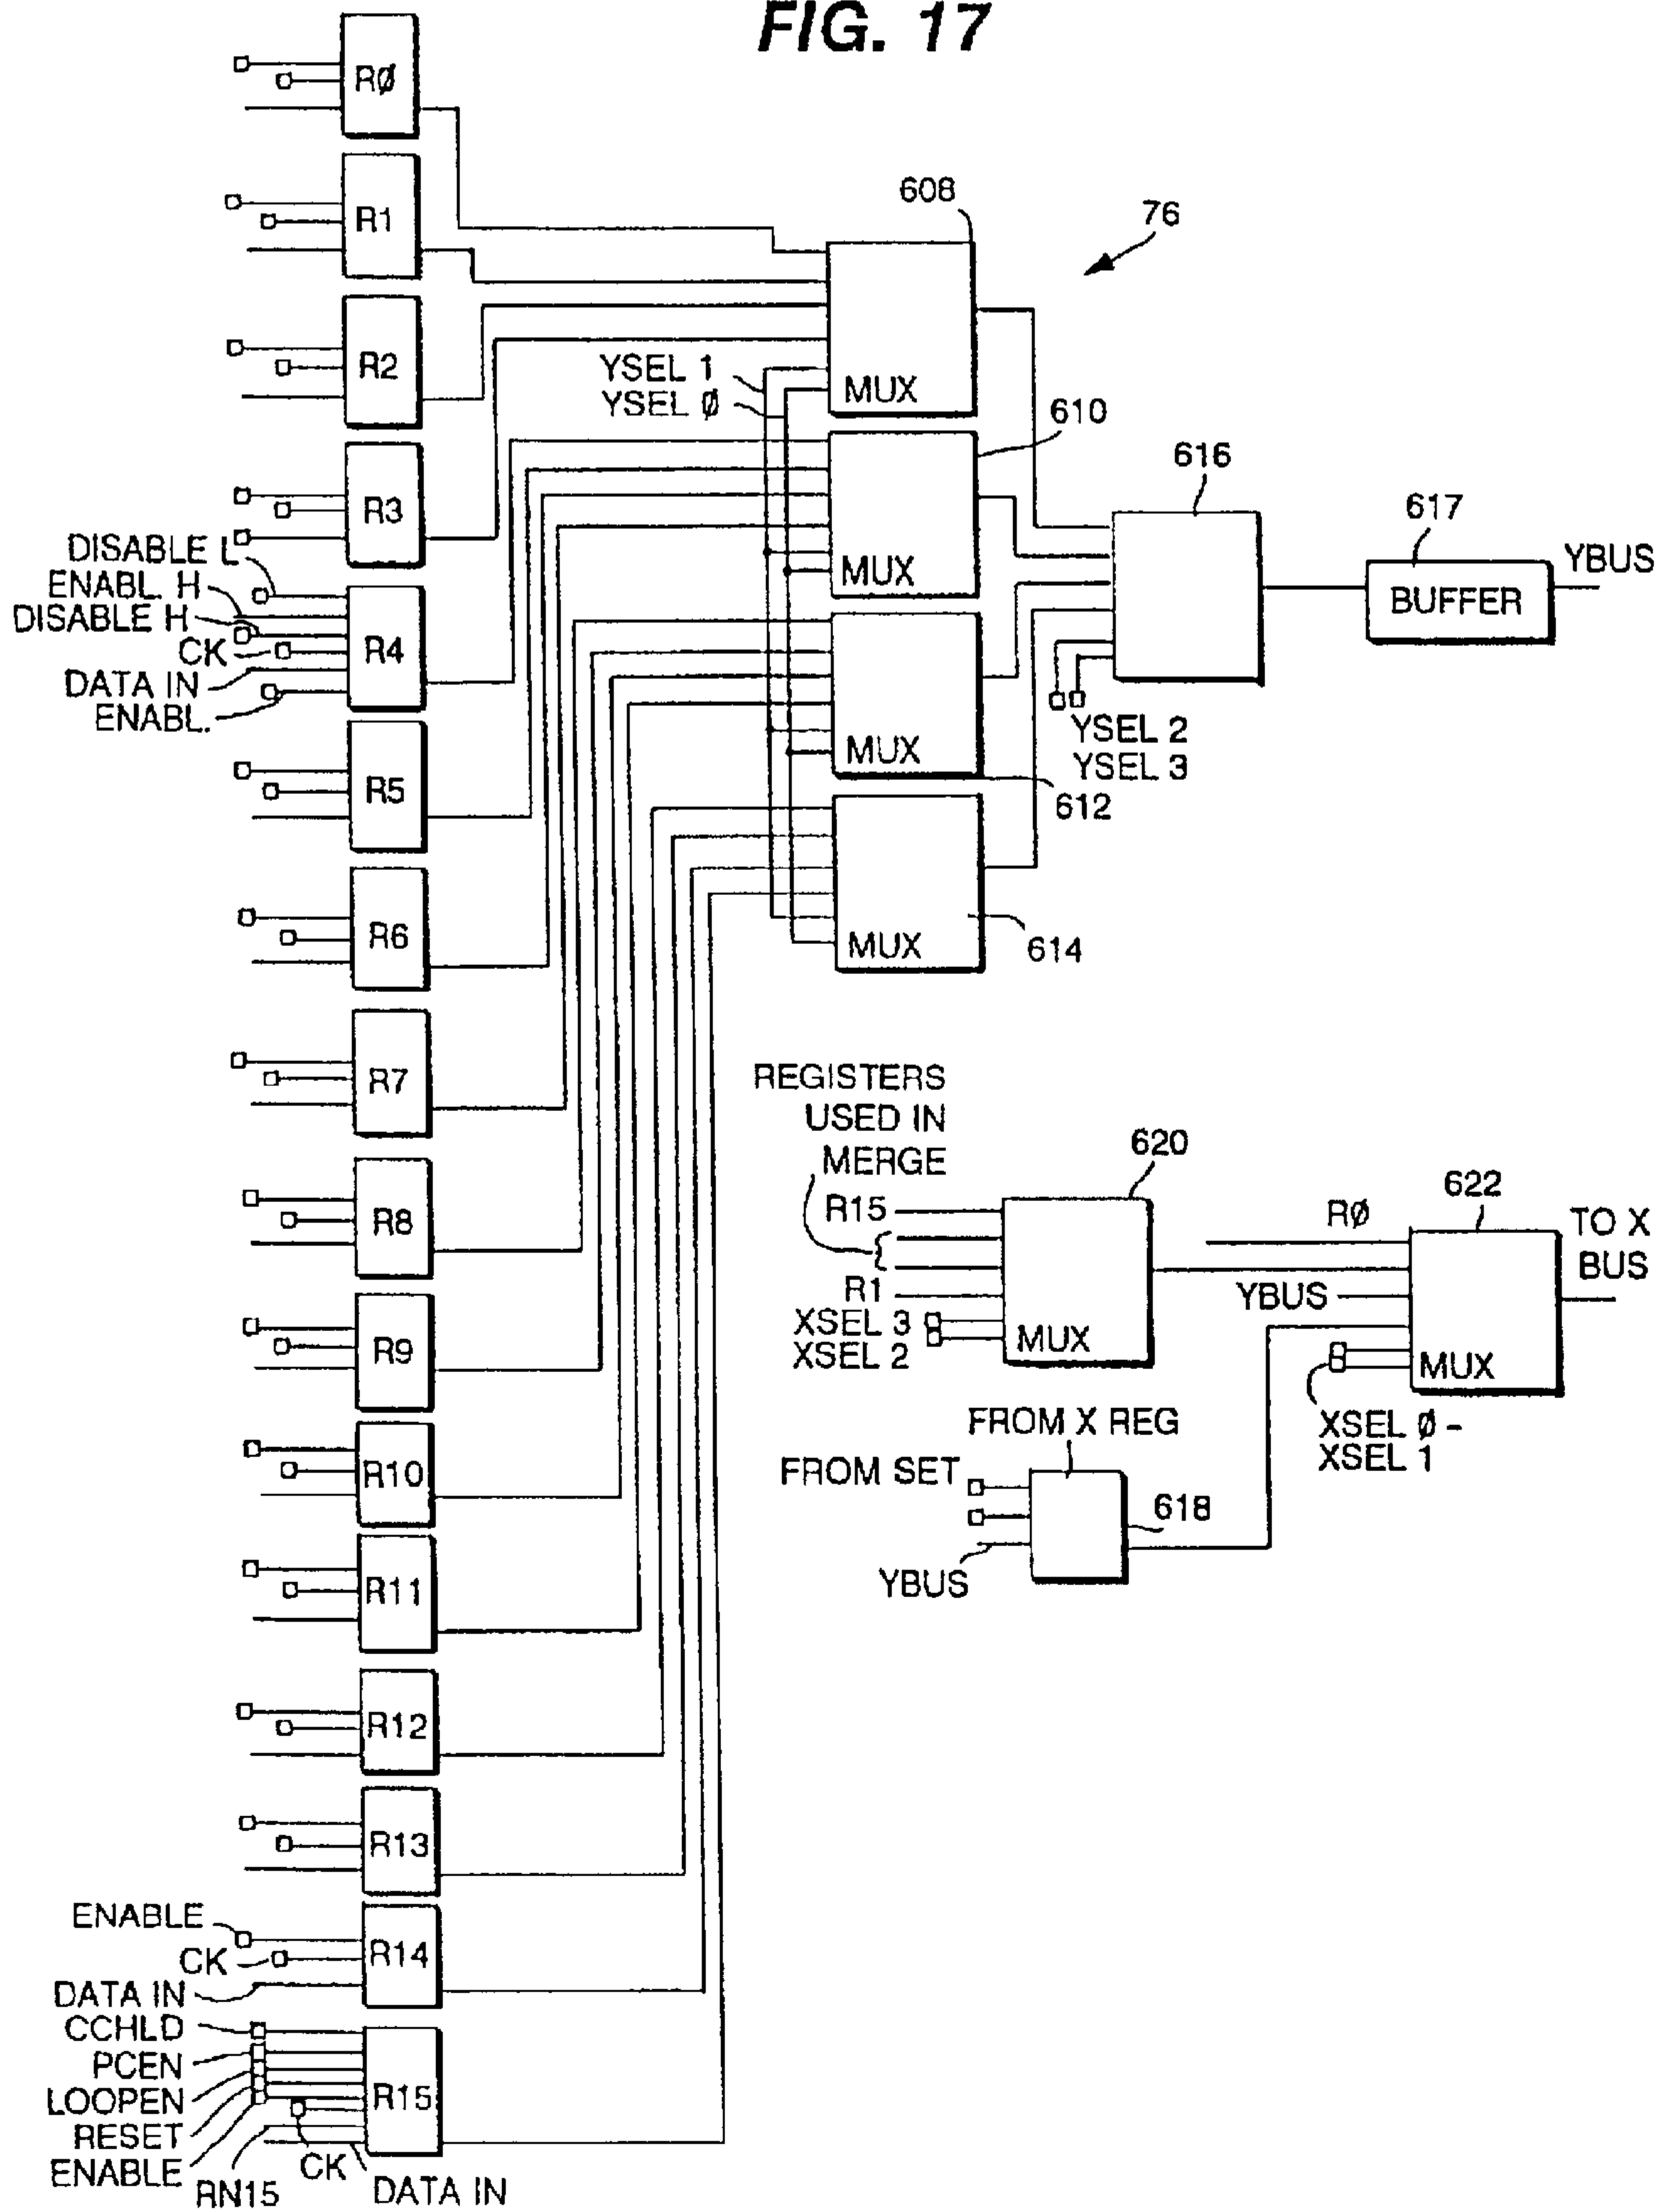 FIG. 17
RØ
R1
R2
R3
DISABLE L
ENABL. H
DISABLE H
CK
DATA IN
ENABL.
R4
R5
R6
R7
R8
R9
R10
R11
R12
R13
ENABLE
CK
DATA IN
R14
CCHLD
PCEN
LOOPEN
RESET
ENABLE
RN15
CK
DATA IN
R15
608
76
YSEL 1
YSEL Ø
MUX
610
MUX
616
617
BUFFER
YBUS
MUX
612
YSEL 2
YSEL 3
MUX
614
REGISTERS
USED IN
MERGE
R15
R1
XSEL 3
XSEL 2
620
MUX
RØ
622
TO X
BUS
YBUS
MUX
XSEL Ø -
XSEL 1
FROM X REG
FROM SET
618
YBUS